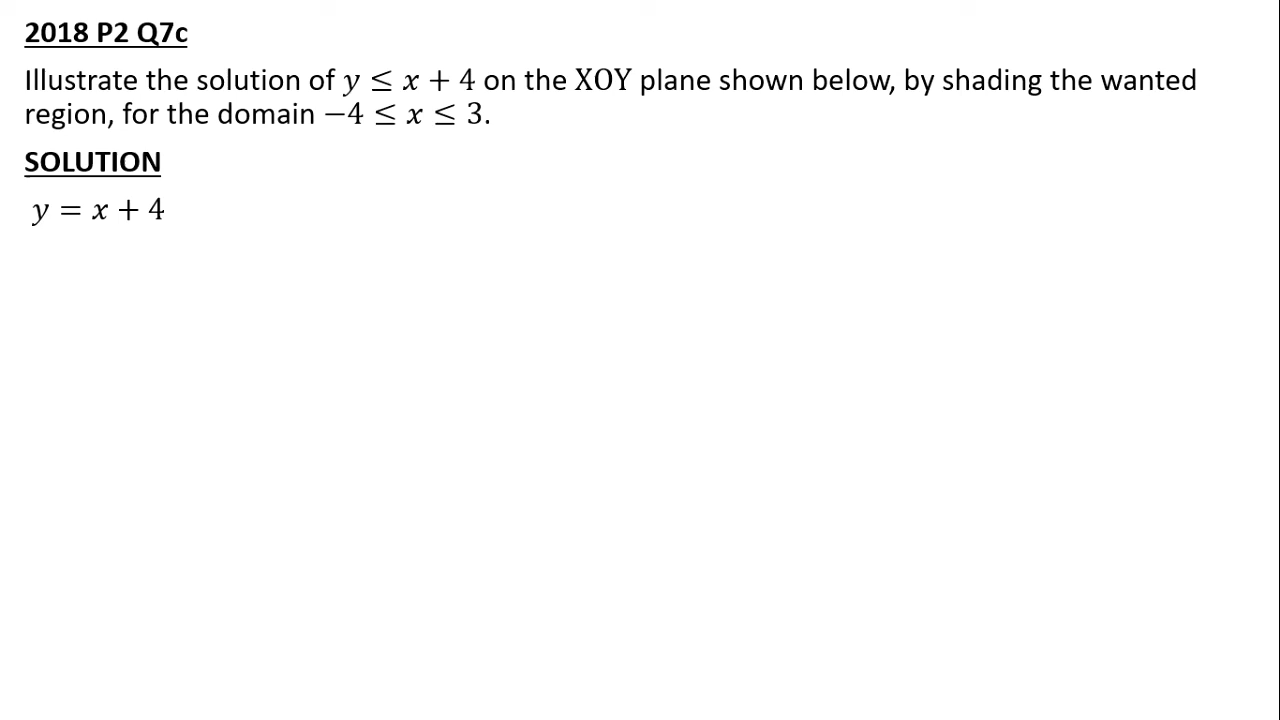 2018 P2 Q7c
Illustrate the solution of y ≤ x + 4 on the XOY plane shown below, by shading the wanted
region, for the domain −4 ≤ x ≤ 3.
SOLUTION
y = x + 4